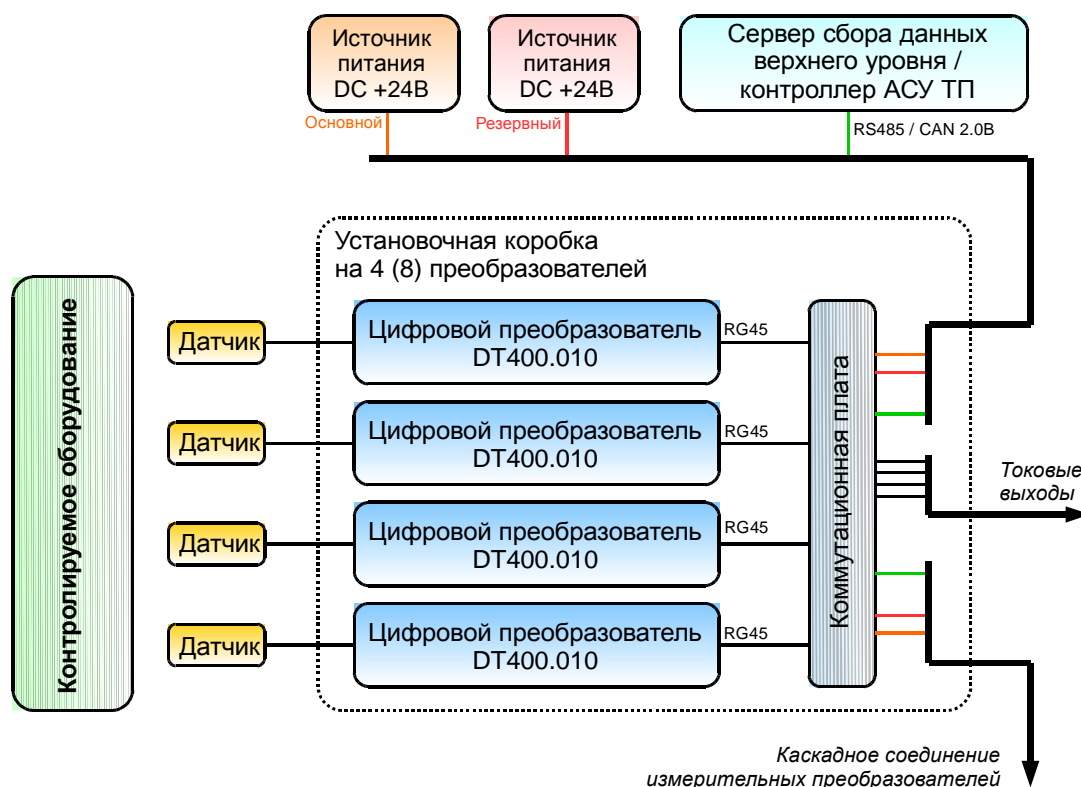 Источник
питания
DC +24В
Источник
питания
DC +24В
Сервер сбора данных
верхнего уровня /
контроллер АСУ ТП
Основной
Резервный
RS485 / CAN 2.0В
Установочная коробка
на 4 (8) преобразователей
Контролируемое оборудование
Датчик
Цифровой преобразователь
DT400.010
RG45
Датчик
Цифровой преобразователь
DT400.010
RG45
Датчик
Цифровой преобразователь
DT400.010
RG45
Датчик
Цифровой преобразователь
DT400.010
RG45
Коммутационная плата
Токовые
выходы
Каскадное соединение
измерительных преобразователей